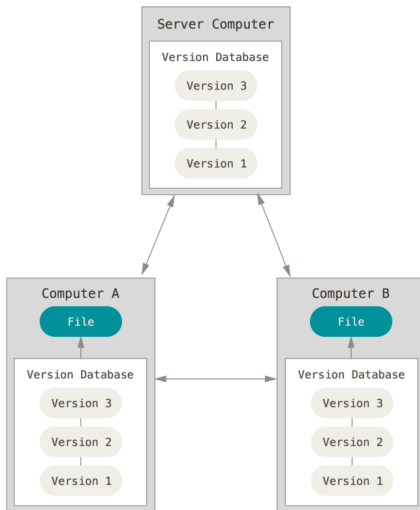 Server Computer
Version Database
Version 3
Version 2
Version 1
Computer A
File
Version Database
Version 3
Version 2
Version 1
Computer B
File
Version Database
Version 3
Version 2
Version 1